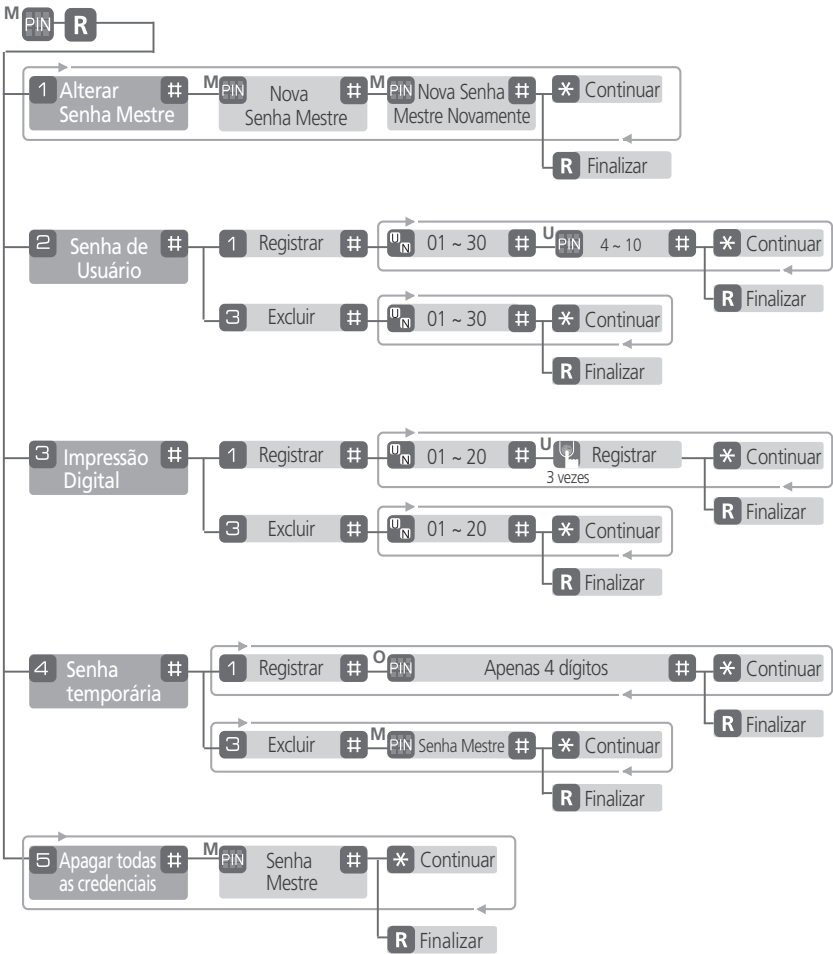 M PIN R
1 Alterar Senha Mestre # M PIN Nova Senha Mestre # M PIN Nova Senha Mestre Novamente # * Continuar
R Finalizar
2 Senha de Usuário # 1 Registrar # UN 01 ~ 30 # U PIN 4 ~ 10 # * Continuar
R Finalizar
3 Excluir # UN 01 ~ 30 # * Continuar
R Finalizar
3 Impressão Digital # 1 Registrar # UN 01 ~ 20 # U Registrar * Continuar
3 vezes
R Finalizar
3 Excluir # UN 01 ~ 20 # * Continuar
R Finalizar
4 Senha temporária # 1 Registrar # O PIN Apenas 4 dígitos # * Continuar
R Finalizar
3 Excluir # M PIN Senha Mestre # * Continuar
R Finalizar
5 Apagar todas as credenciais # M PIN Senha Mestre # * Continuar
R Finalizar